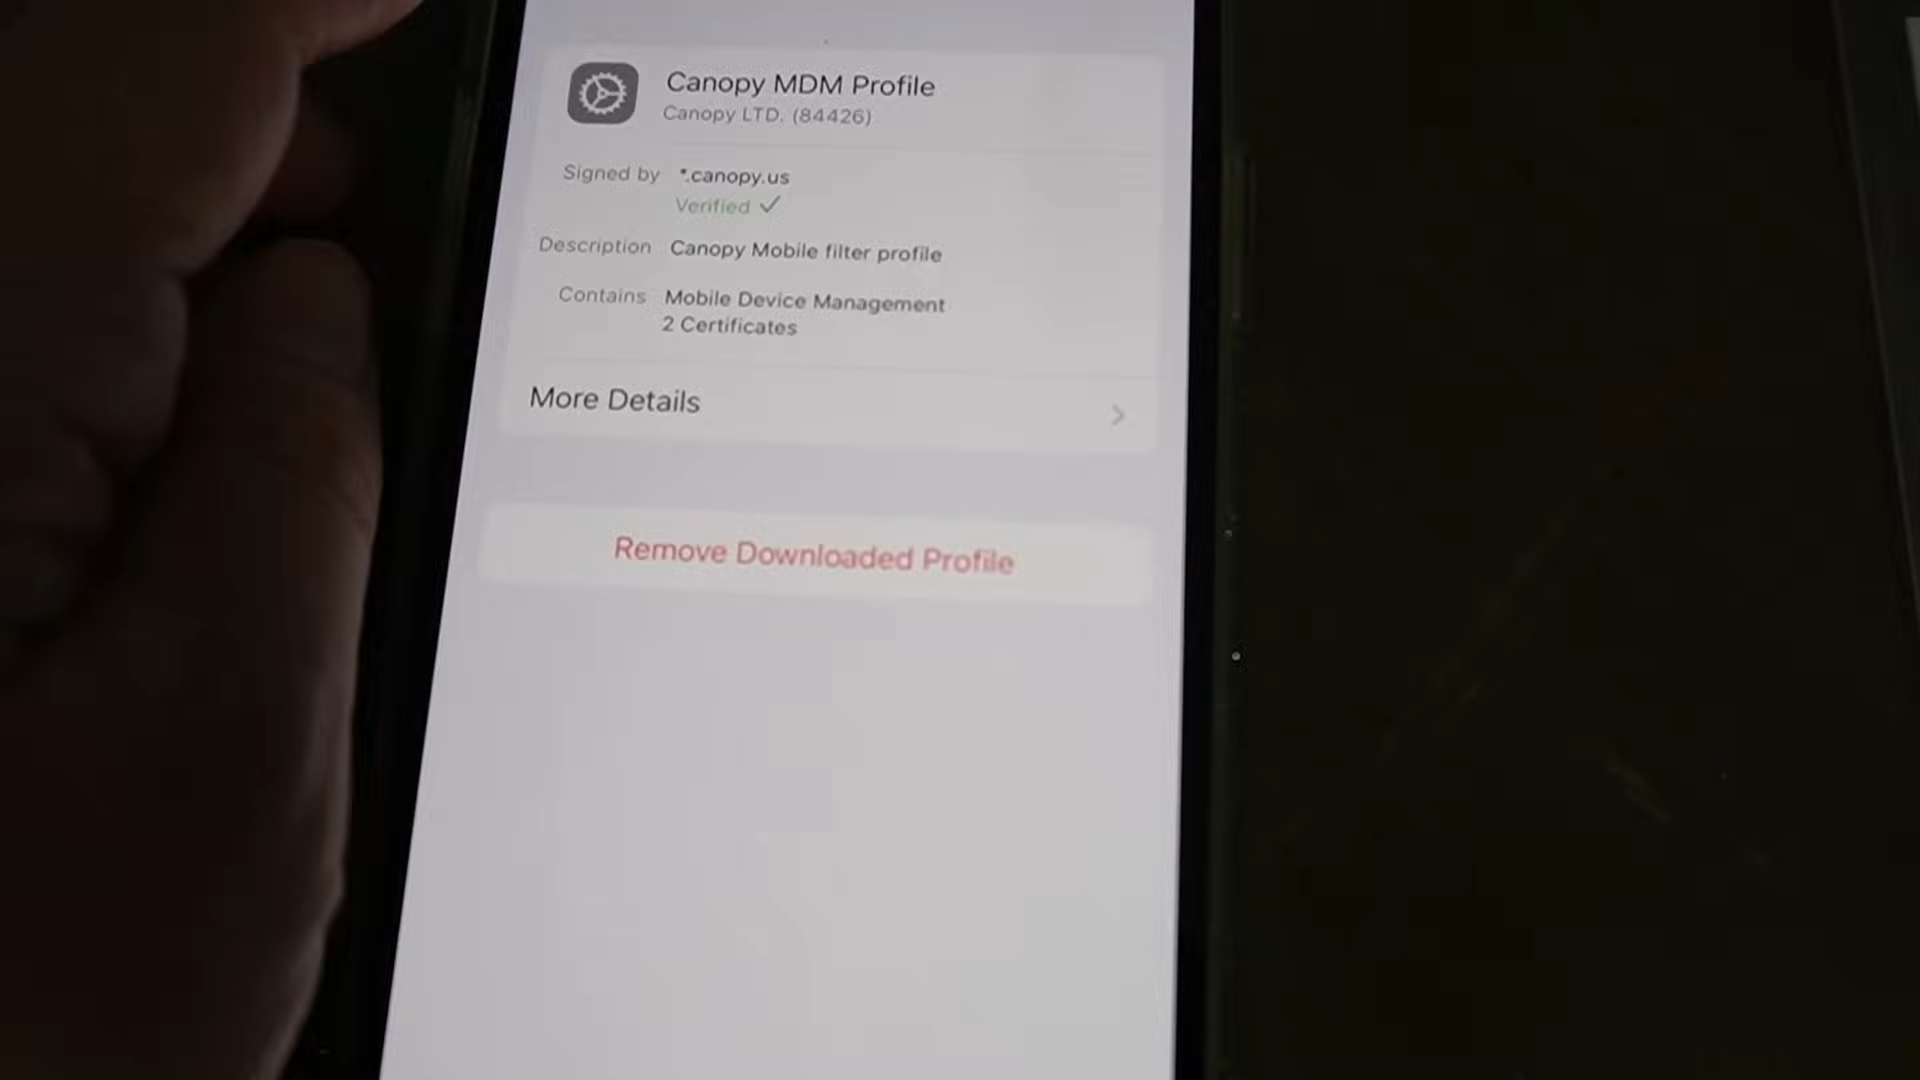 Canopy MDM Profile
Canopy LTD. (84426)
Signed by *.canopy.us
Verified ✓
Description Canopy Mobile filter profile
Contains Mobile Device Management
2 Certificates
More Details
Remove Downloaded Profile